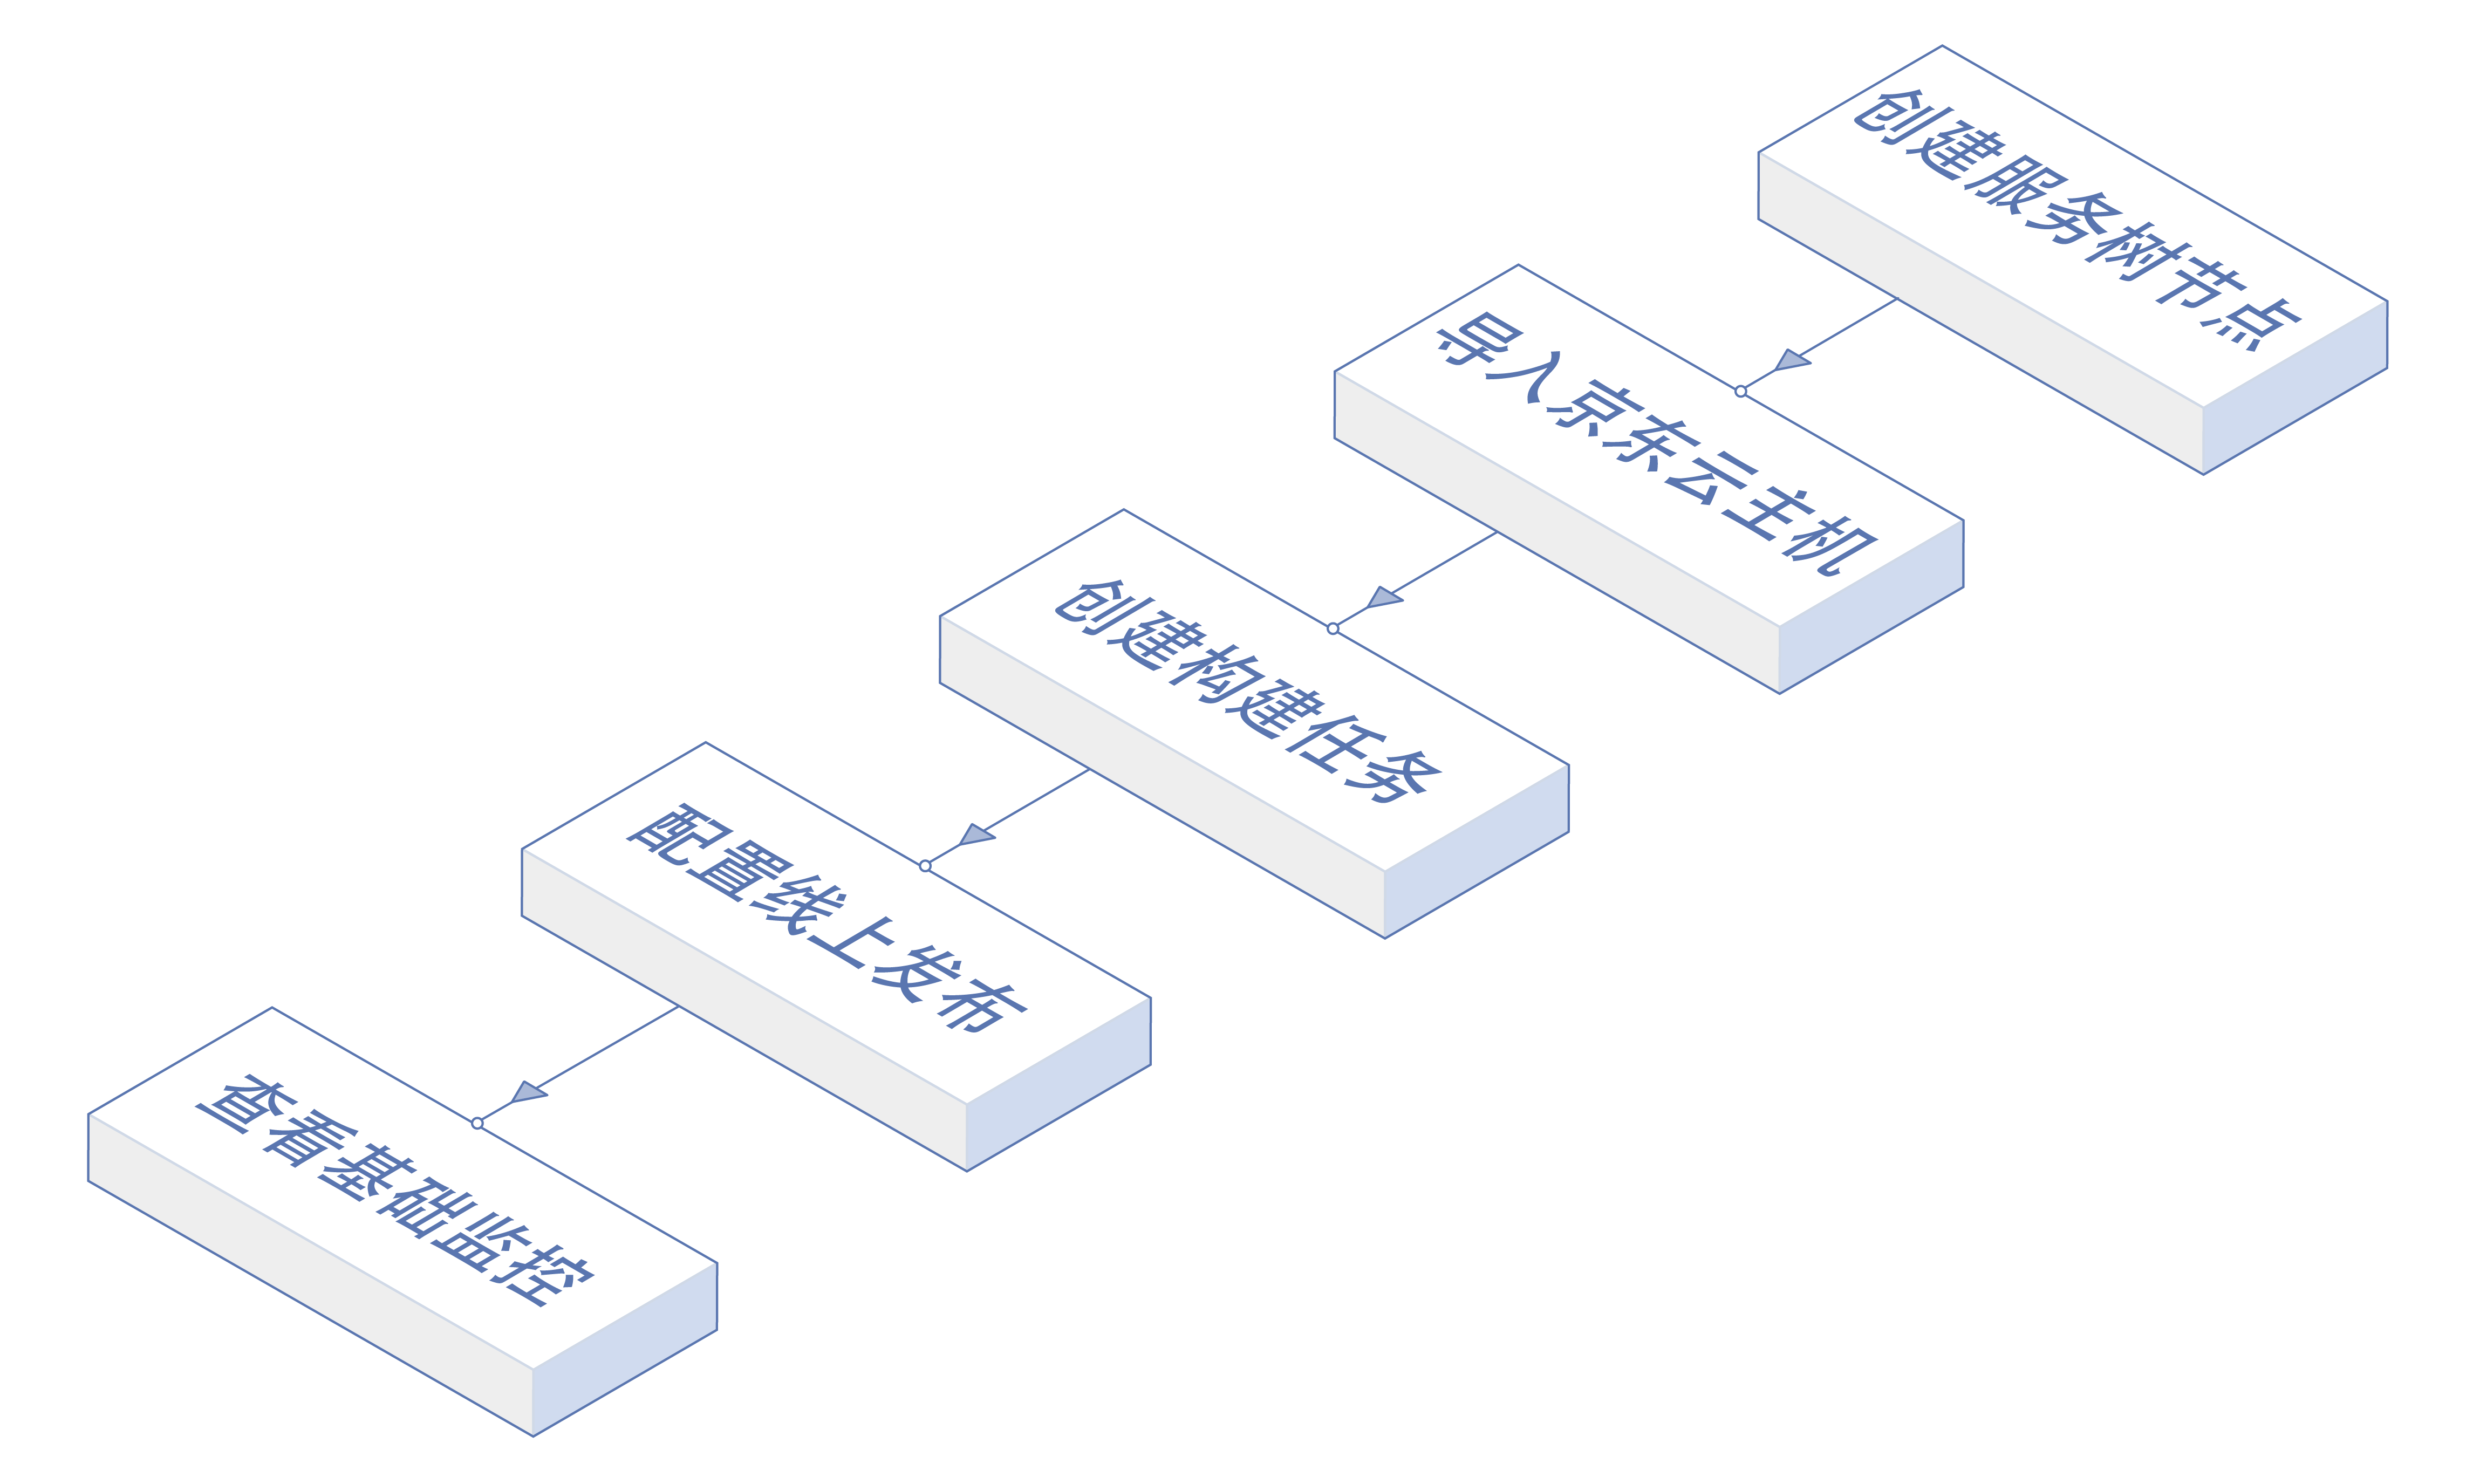 创建服务树节点
导入京东云主机
创建构建任务
配置线上发布
查看基础监控